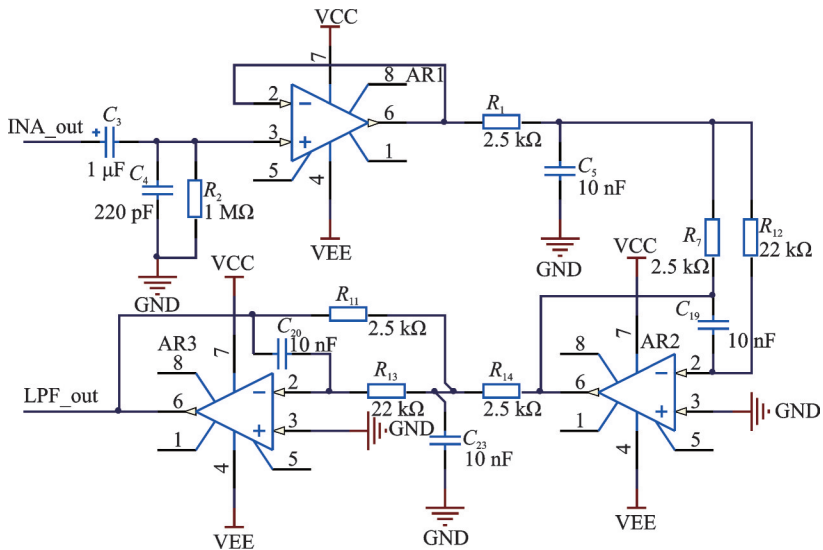 VCC
7
8 AR1
2
6
INA_out
C3
1 μF
3
5
4
1
R1
2.5 kΩ
C4
220 pF
R2
1 MΩ
C5
10 nF
GND
VEE
GND
R7
2.5 kΩ
R12
22 kΩ
VCC
VCC
R11
2.5 kΩ
C19
10 nF
AR3
C20
10 nF
AR2
7
7
8
8
2
2
LPF_out
6
R13
22 kΩ
R14
2.5 kΩ
6
3
3
GND
GND
1
1
C23
10 nF
5
5
4
4
VEE
GND
VEE